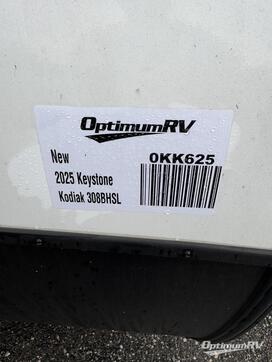 OptimumRV
New
0KK625
2025 Keystone
Kodiak 308BHSL
OptimumRV